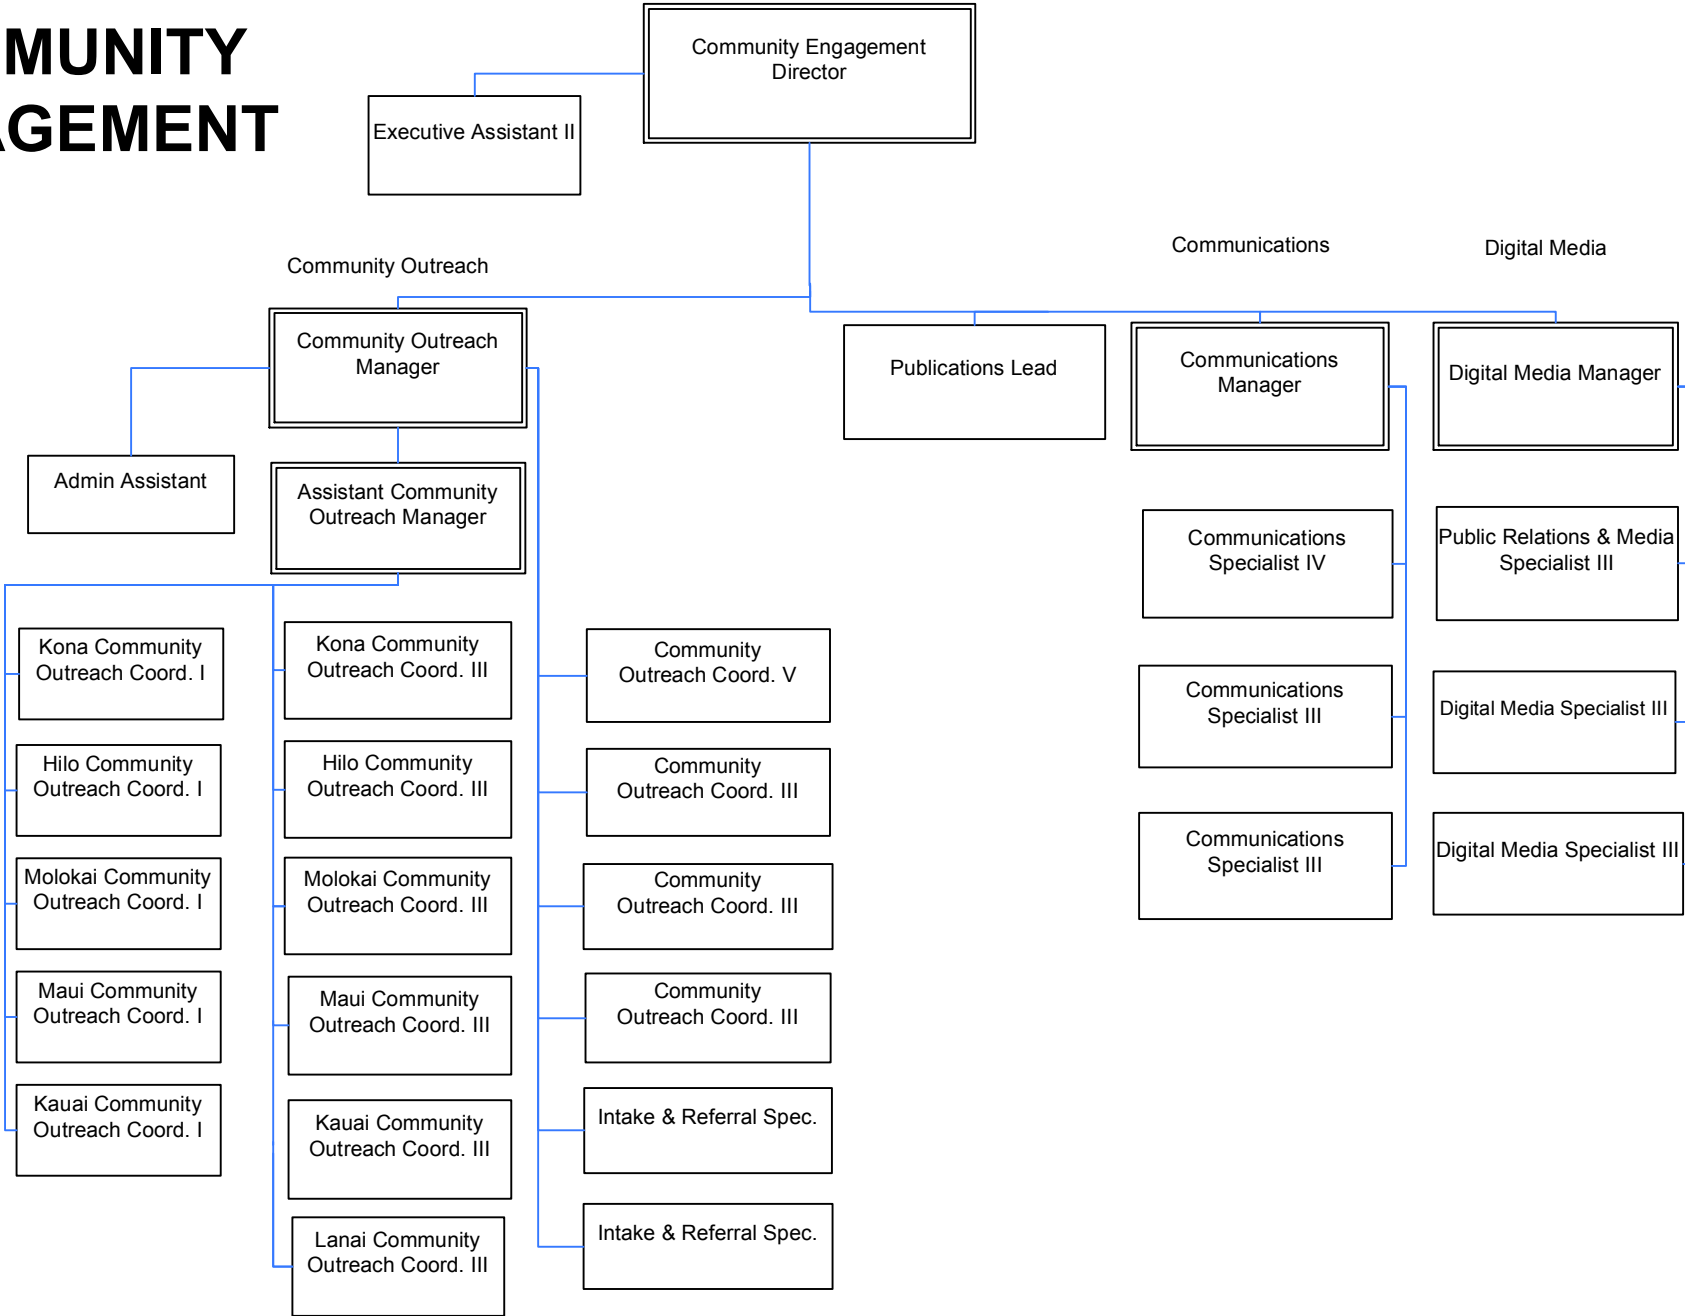 MUNITY
AGEMENT
Community Engagement
Director
Executive Assistant II
Community Outreach
Communications
Digital Media
Community Outreach
Manager
Publications Lead
Communications
Manager
Digital Media Manager
Admin Assistant
Assistant Community
Outreach Manager
Communications
Specialist IV
Public Relations & Media
Specialist III
Communications
Specialist III
Digital Media Specialist III
Communications
Specialist III
Digital Media Specialist III
Kona Community
Outreach Coord. I
Hilo Community
Outreach Coord. I
Molokai Community
Outreach Coord. I
Maui Community
Outreach Coord. I
Kauai Community
Outreach Coord. I
Kona Community
Outreach Coord. III
Hilo Community
Outreach Coord. III
Molokai Community
Outreach Coord. III
Maui Community
Outreach Coord. III
Kauai Community
Outreach Coord. III
Lanai Community
Outreach Coord. III
Community
Outreach Coord. V
Community
Outreach Coord. III
Community
Outreach Coord. III
Community
Outreach Coord. III
Intake & Referral Spec.
Intake & Referral Spec.